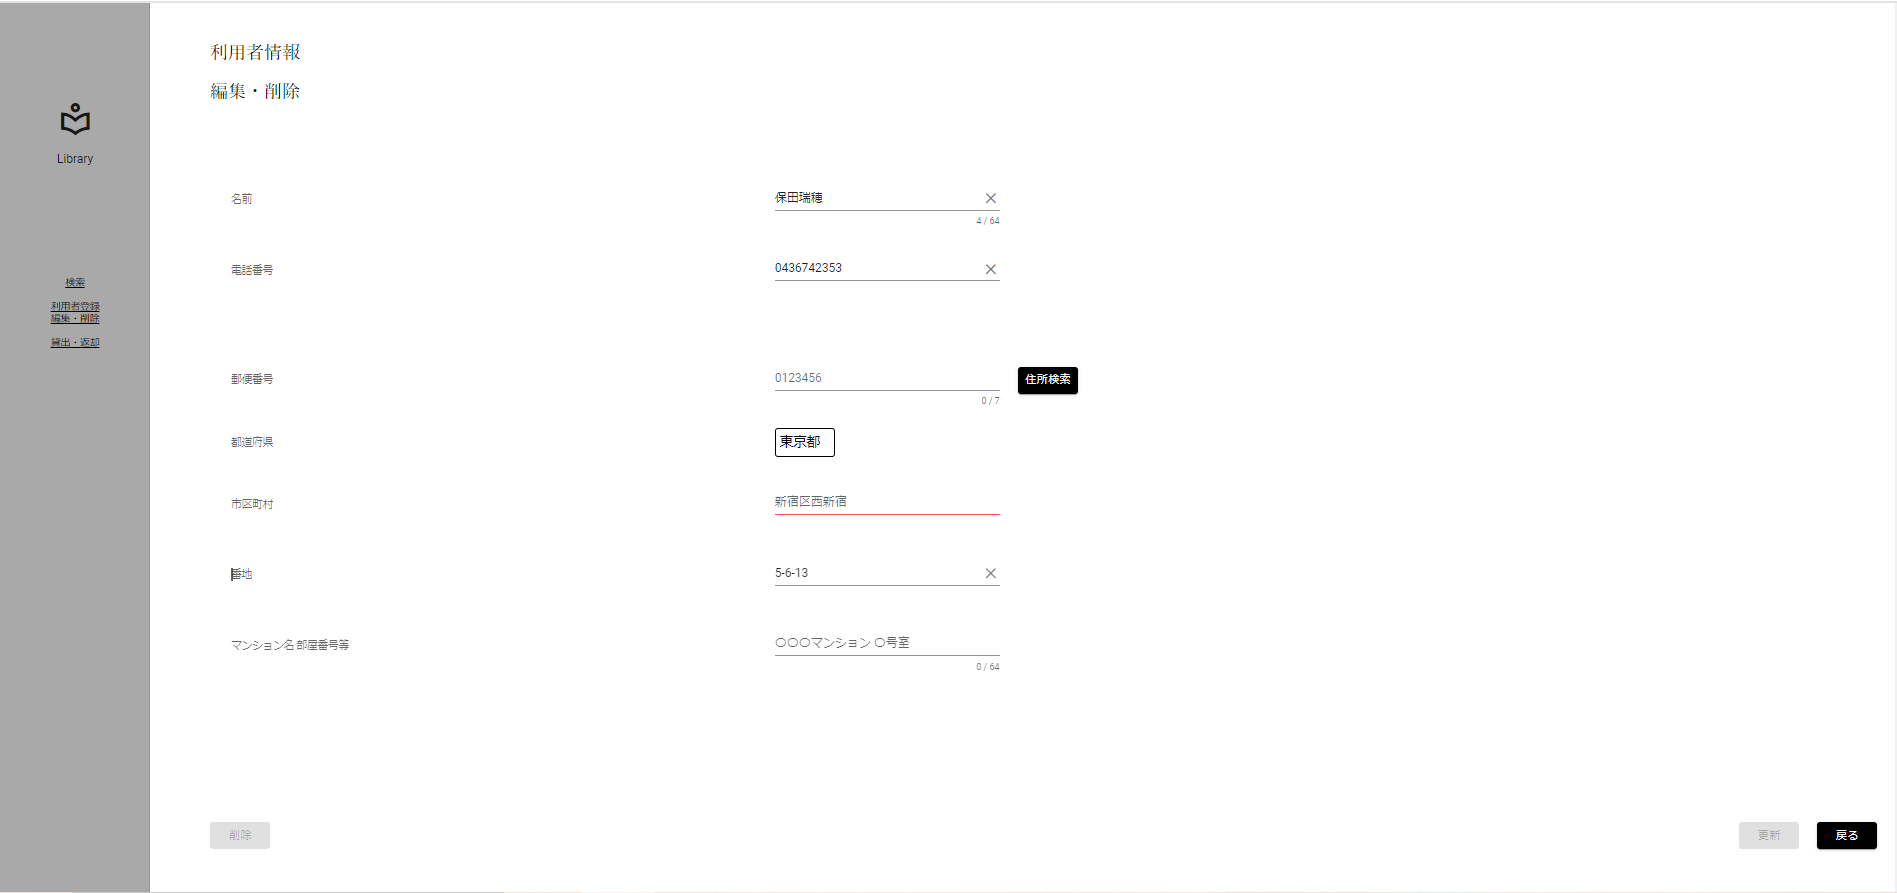 利用者情報
編集・削除
Library
検索
利用者登録
編集・削除
貸出・返却
名前
保田瑞穂
4 / 64
電話番号
0436742353
郵便番号
0123456
住所検索
0 / 7
都道府県
東京都
市区町村
新宿区西新宿
番地
5-6-13
マンション名 部屋番号等
〇〇〇マンション 〇号室
0 / 64
削除
更新
戻る